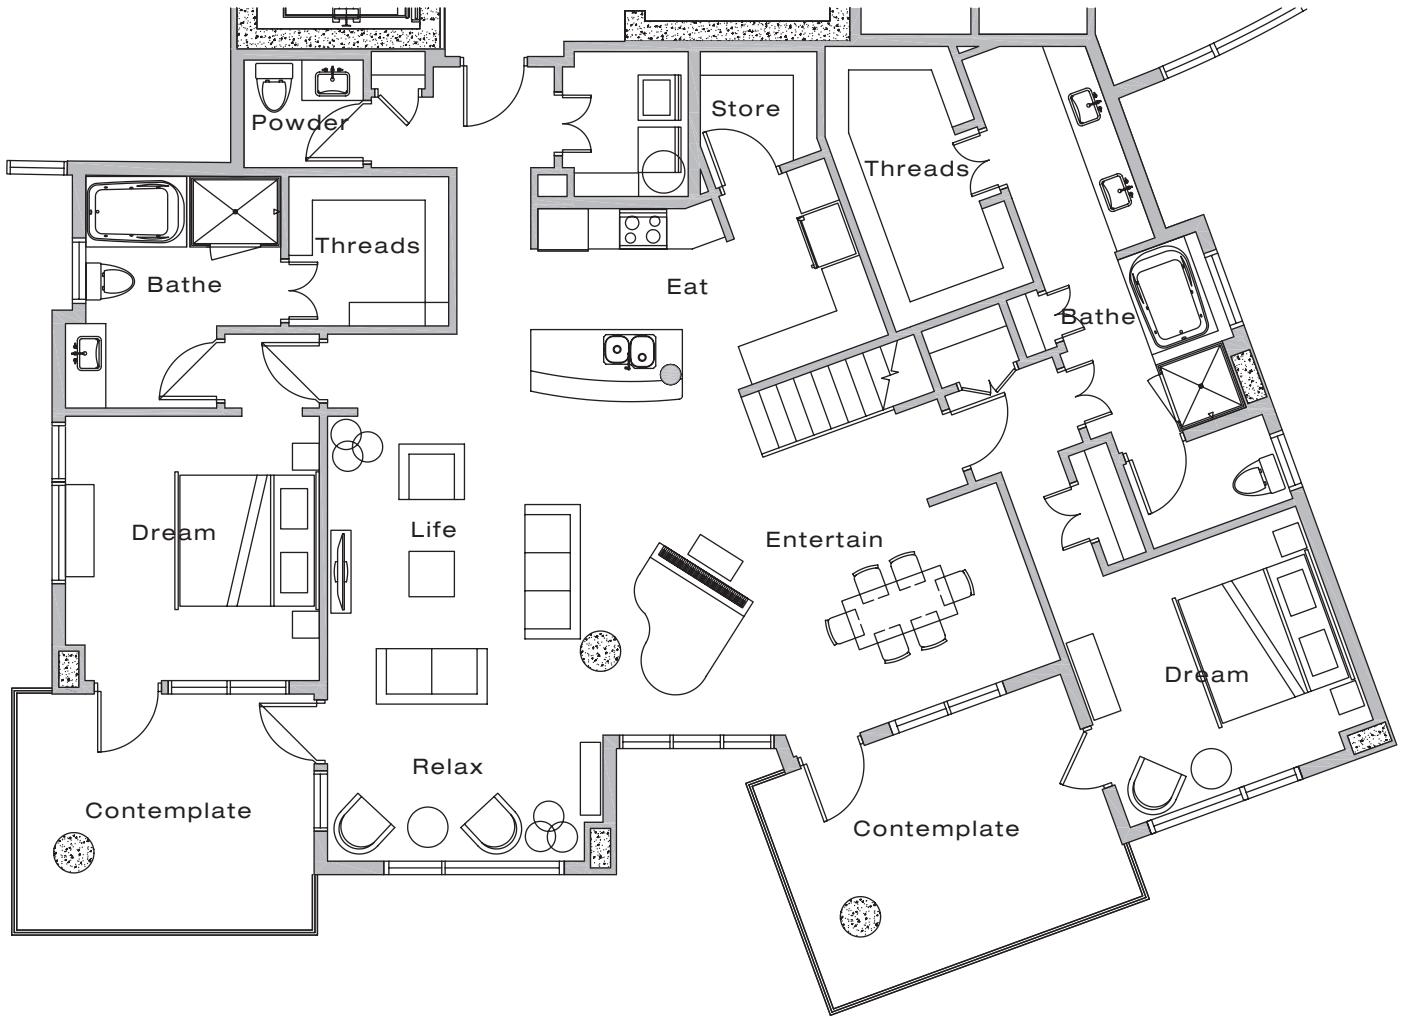 Store
Powder
Threads
Threads
Bathe
Eat
Bathe
Life
Dream
Entertain
Dream
Relax
Contemplate
Contemplate